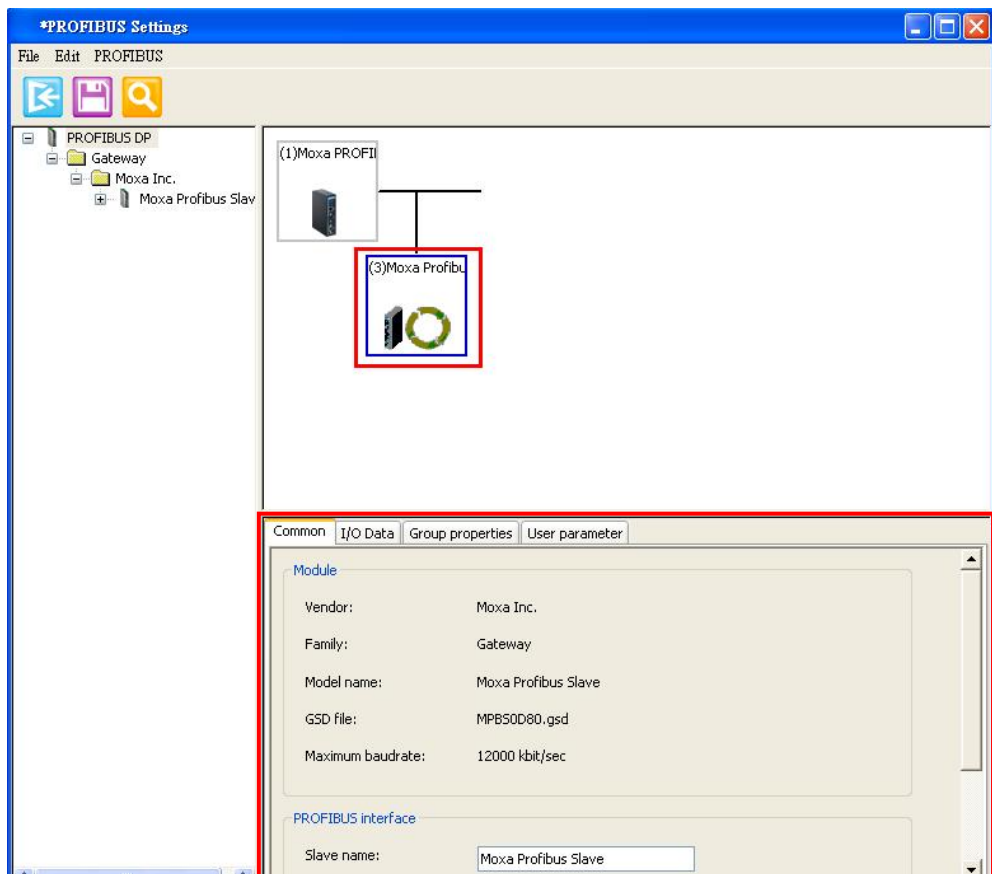 *PROFIBUS Settings
File Edit PROFIBUS
PROFIBUS DP
Gateway
Moxa Inc.
Moxa Profibus Slav
(1)Moxa PROFI
(3)Moxa Profibu
Common I/O Data Group properties User parameter
Module
Vendor: Moxa Inc.
Family: Gateway
Model name: Moxa Profibus Slave
GSD file: MPBS0D80.gsd
Maximum baudrate: 12000 kbit/sec
PROFIBUS interface
Slave name: Moxa Profibus Slave